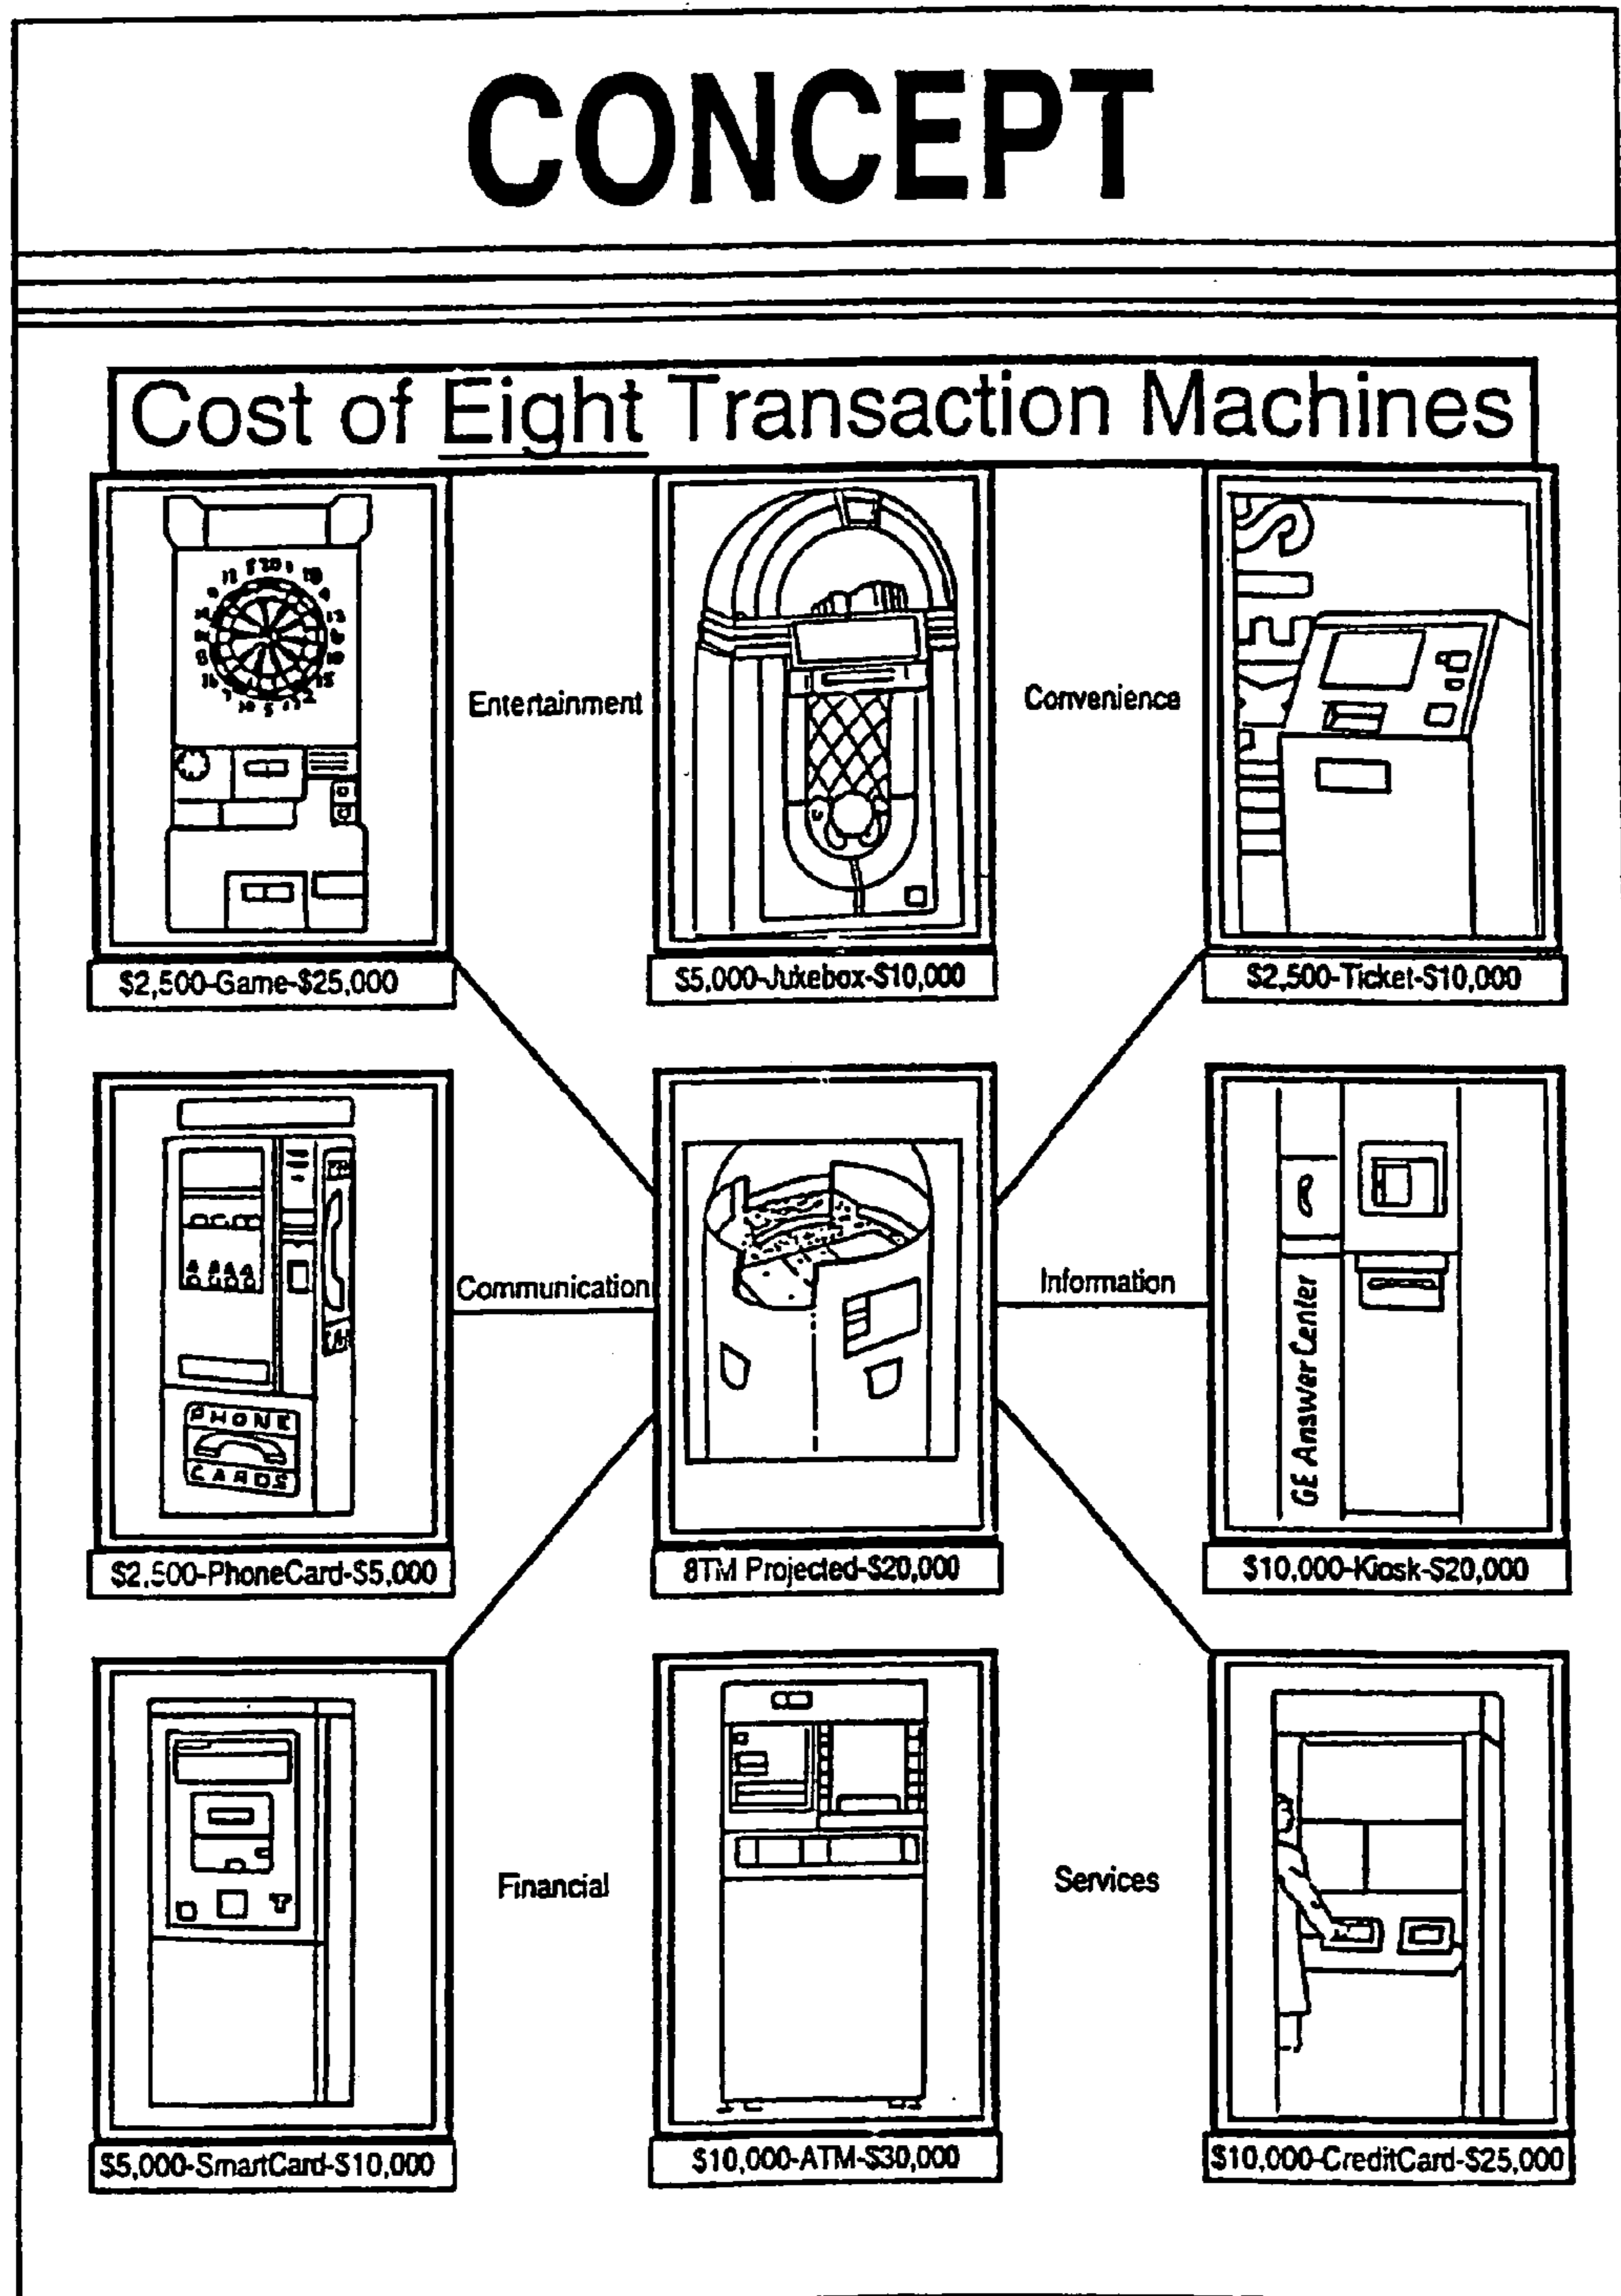 CONCEPT
Cost of Eight Transaction Machines
Entertainment
Convenience
TICKETS
$2,500-Game-$25,000
$5,000-Jukebox-$10,000
$2,500-Ticket-$10,000
PHONE
CARDS
Communication
Information
GE Answer Center
$2,500-PhoneCard-$5,000
8TM Projected-$20,000
$10,000-Kiosk-$20,000
Financial
Services
$5,000-SmartCard-$10,000
$10,000-ATM-$30,000
$10,000-CreditCard-$25,000